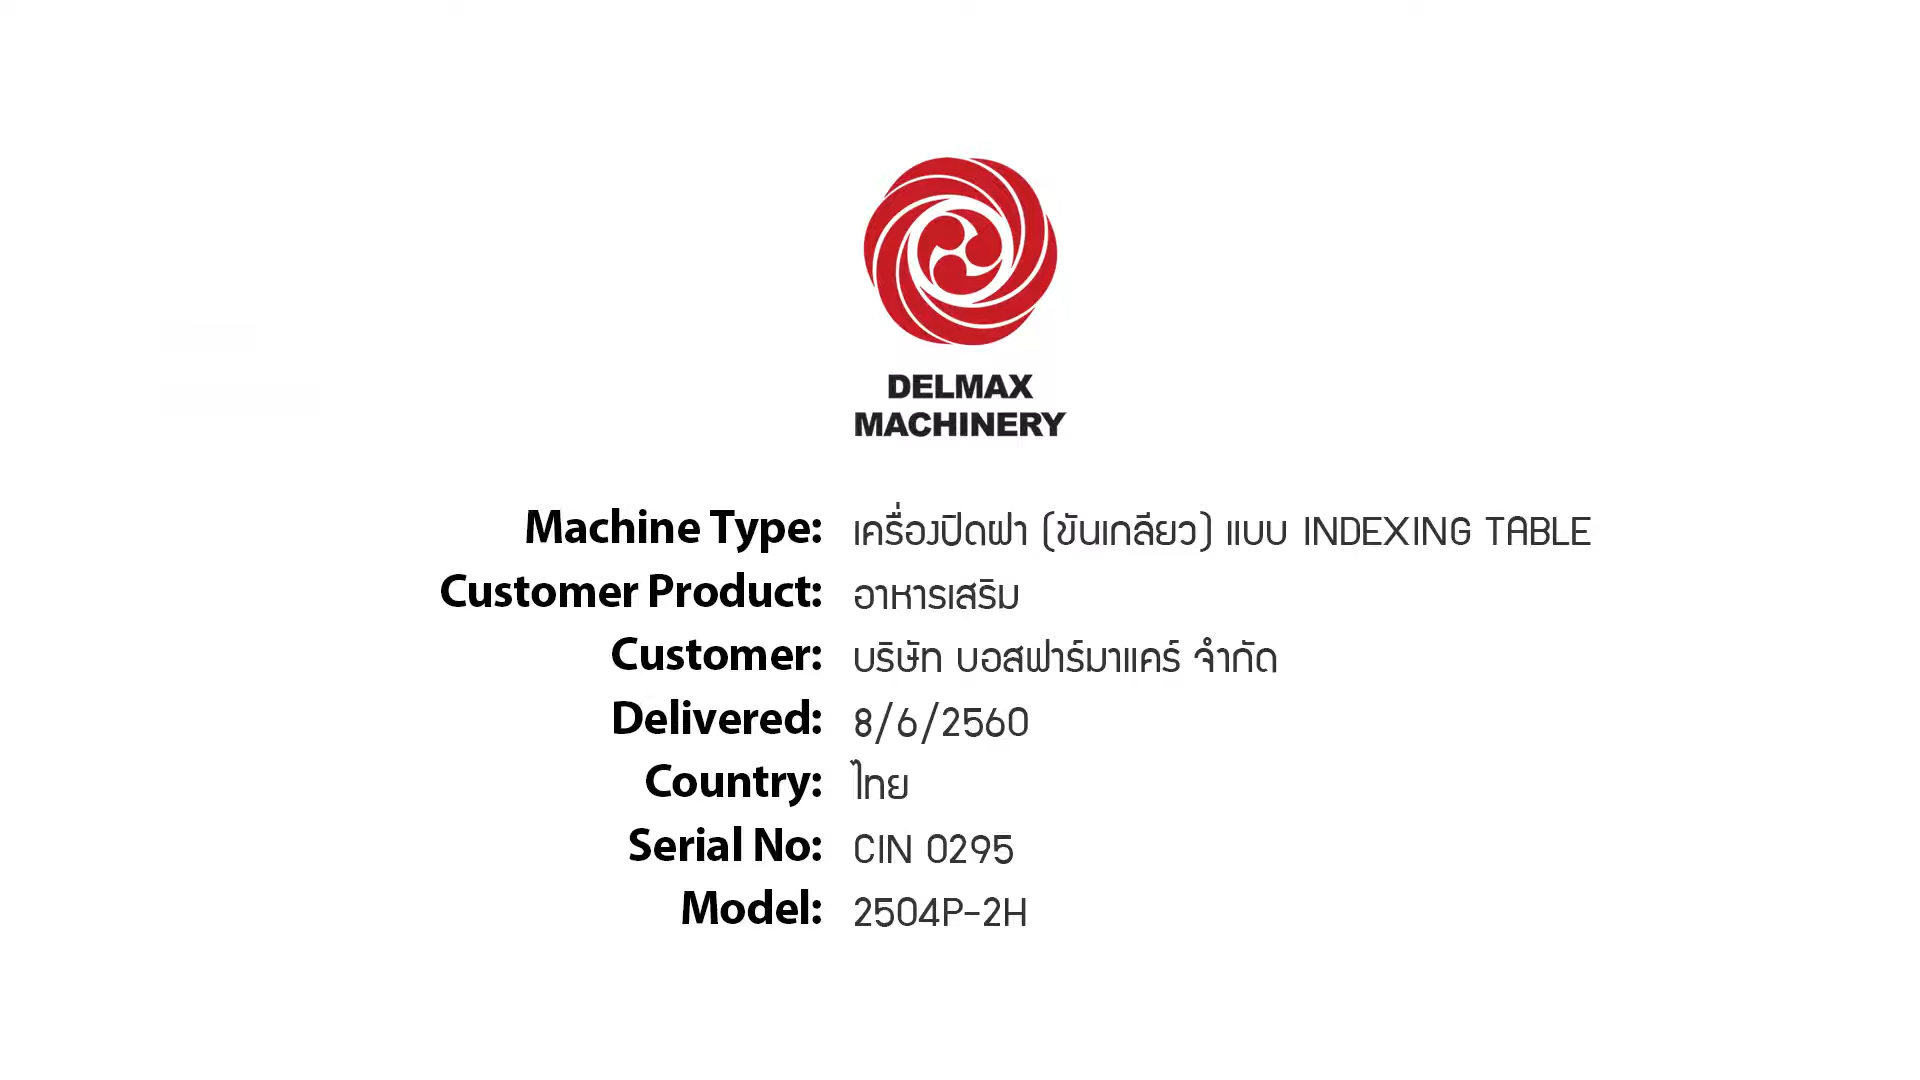 DELMAX
MACHINERY
Machine Type: เครื่องปิดฝา (ขันเกลียว) แบบ INDEXING TABLE
Customer Product: อาหารเสริม
Customer: บริษัท บอสฟาร์มาแคร์ จำกัด
Delivered: 8/6/2560
Country: ไทย
Serial No: CIN 0295
Model: 2504P-2H